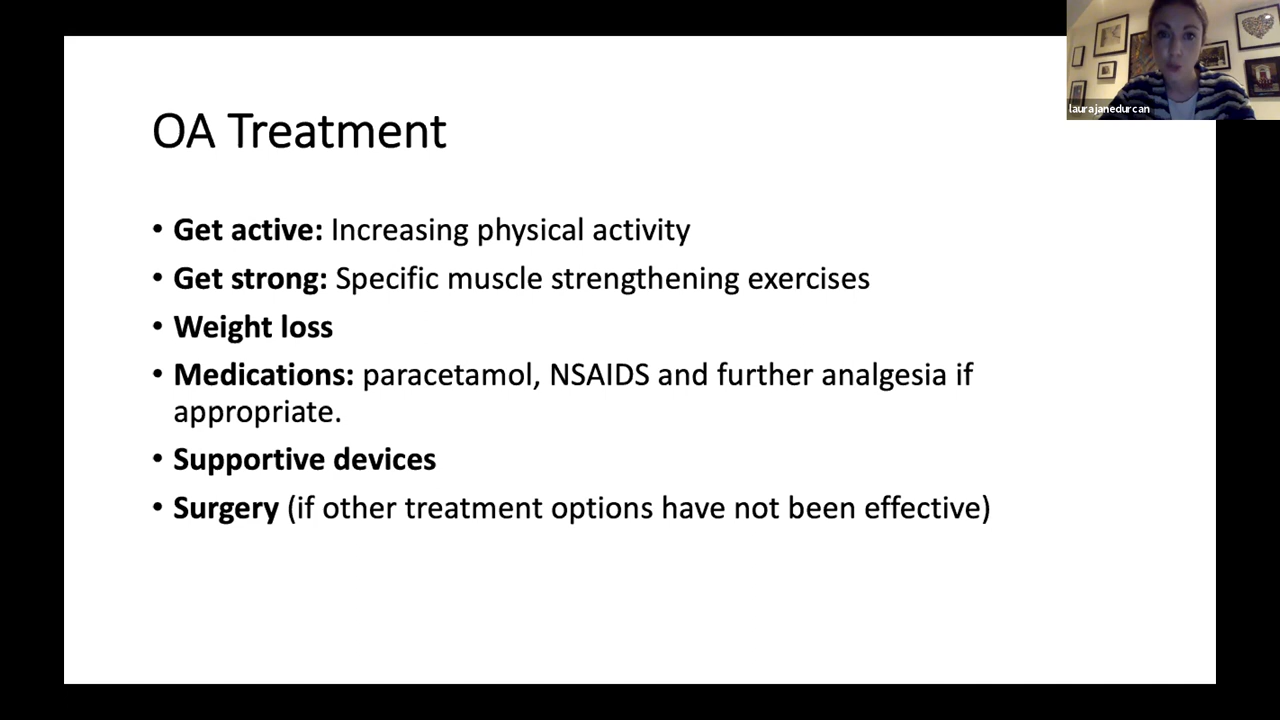 laurajanedurcan
OA Treatment
• Get active: Increasing physical activity
• Get strong: Specific muscle strengthening exercises
• Weight loss
• Medications: paracetamol, NSAIDS and further analgesia if
appropriate.
• Supportive devices
• Surgery (if other treatment options have not been effective)